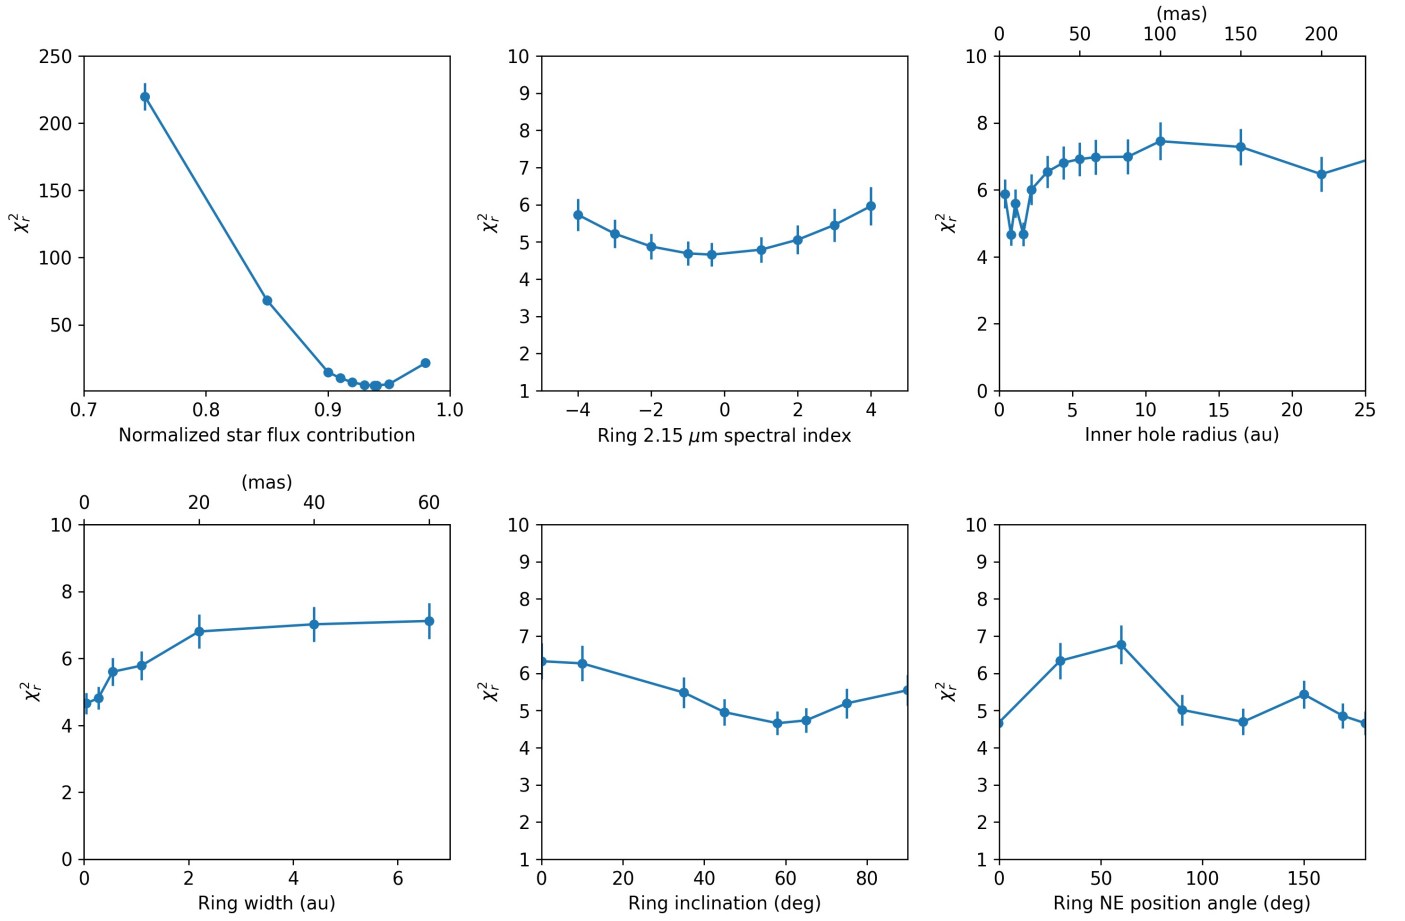 250
200
150
100
50
χ²ᵣ
0.7 0.8 0.9 1.0
Normalized star flux contribution
10
9
8
7
6
5
4
3
2
1
χ²ᵣ
−4 −2 0 2 4
Ring 2.15 μm spectral index
(mas)
0 50 100 150 200
10
8
6
4
2
0
χ²ᵣ
0 5 10 15 20 25
Inner hole radius (au)
(mas)
0 20 40 60
10
8
6
4
2
0
χ²ᵣ
0 2 4 6
Ring width (au)
10
9
8
7
6
5
4
3
2
1
χ²ᵣ
0 20 40 60 80
Ring inclination (deg)
10
9
8
7
6
5
4
3
2
1
χ²ᵣ
0 50 100 150
Ring NE position angle (deg)